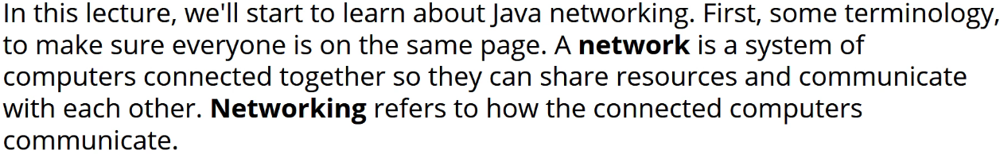 In this lecture, we'll start to learn about Java networking. First, some terminology,
to make sure everyone is on the same page. A network is a system of
computers connected together so they can share resources and communicate
with each other. Networking refers to how the connected computers
communicate.